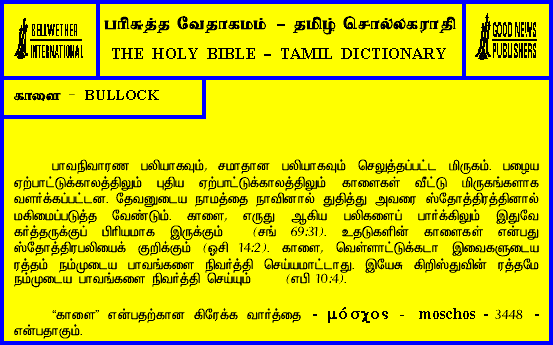 BELLWETHER
INTERNATIONAL
பரிசுத்த வேதாகமம் – தமிழ் சொல்லகராதி
THE HOLY BIBLE – TAMIL DICTIONARY
GOOD NEWS
PUBLISHERS
காளை - BULLOCK
பாவநிவாரண பலியாகவும், சமாதான பலியாகவும் செலுத்தப்பட்ட மிருகம். பழைய
ஏற்பாட்டுக்காலத்திலும் புதிய ஏற்பாட்டுக்காலத்திலும் காளைகள் வீட்டு மிருகங்களாக
வளர்க்கப்பட்டன. தேவனுடைய நாமத்தை நாவினால் துதித்து அவரை ஸ்தோத்திரத்தினால்
மகிமைப்படுத்த வேண்டும். காளை, எருது ஆகிய பலிகளைப் பார்க்கிலும் இதுவே
கர்த்தருக்குப் பிரியமாக இருக்கும் (சங் 69:31). உதடுகளின் காளைகள் என்பது
ஸ்தோத்திரபலியைக் குறிக்கும் (ஓசி 14:2). காளை, வெள்ளாட்டுக்கடா இவைகளுடைய
ரத்தம் நம்முடைய பாவங்களை நிவர்த்தி செய்யமாட்டாது. இயேசு கிறிஸ்துவின் ரத்தமே
நம்முடைய பாவங்களை நிவர்த்தி செய்யும் (எபி 10:4).
“காளை” என்பதற்கான கிரேக்க வார்த்தை - μόσχος - moschos - 3448 -
என்பதாகும்.